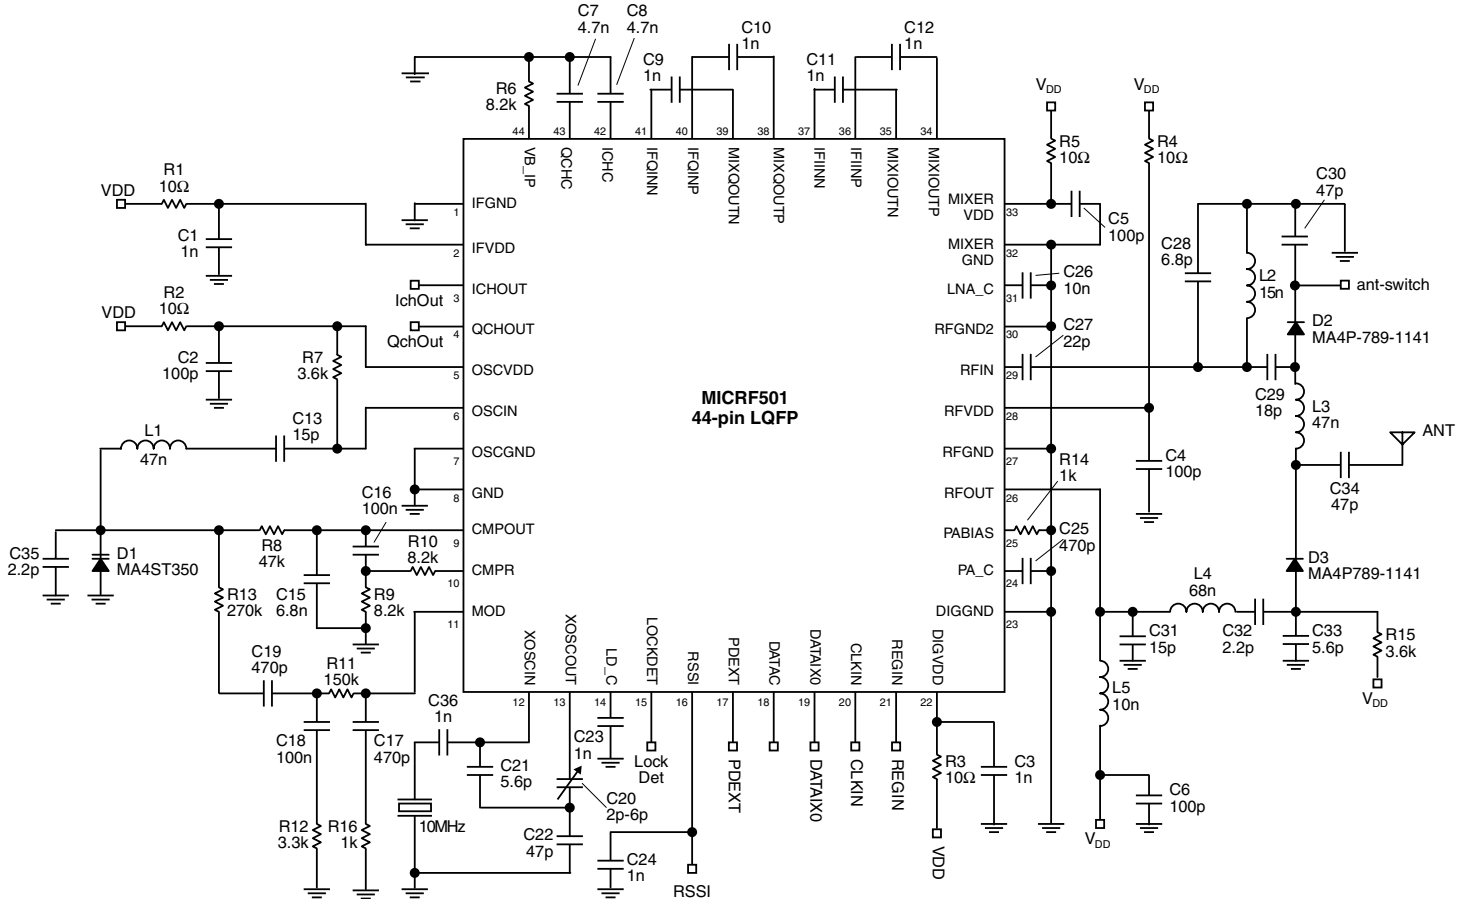 C7
4.7n
C8
4.7n
C9
1n
C10
1n
C11
1n
C12
1n
R6
8.2k
VDD
R5
10Ω
VDD
R4
10Ω
44
43
42
41
40
39
38
37
36
35
34
VB_IP
QCHC
ICHC
IFQINN
IFQINP
MIXQOUTN
MIXQOUTP
IFIINN
IFIINP
MIXIOUTN
MIXIOUTP
VDD
R1
10Ω
C1
1n
IFGND
1
IFVDD
2
ICHOUT
3
IchOut
QCHOUT
4
QchOut
VDD
R2
10Ω
C2
100p
R7
3.6k
OSCVDD
5
OSCIN
6
C13
15p
L1
47n
OSCGND
7
GND
8
CMPOUT
9
CMPR
10
MOD
11
MICRF501
44-pin LQFP
MIXER
VDD
33
C5
100p
MIXER
GND
32
C26
10n
LNA_C
31
RFGND2
30
C27
22p
RFIN
29
RFVDD
28
RFGND
27
R14
1k
RFOUT
26
PABIAS
25
C25
470p
PA_C
24
DIGGND
23
C4
100p
C28
6.8p
L2
15n
C30
47p
ant-switch
D2
MA4P-789-1141
C29
18p
L3
47n
ANT
C34
47p
D3
MA4P789-1141
L4
68n
C31
15p
C32
2.2p
C33
5.6p
R15
3.6k
VDD
L5
10n
C6
100p
VDD
C35
2.2p
D1
MA4ST350
R8
47k
C16
100n
R10
8.2k
R13
270k
C15
6.8n
R9
8.2k
C19
470p
R11
150k
C18
100n
C17
470p
R12
3.3k
R16
1k
XOSCIN
XOSCOUT
LD_C
LOCKDET
RSSI
PDEXT
DATAC
DATAIX0
CLKIN
REGIN
DIGVDD
12
13
14
15
16
17
18
19
20
21
22
C36
1n
C21
5.6p
10MHz
C23
1n
C20
2p-6p
C22
47p
Lock
Det
C24
1n
RSSI
PDEXT
DATAIX0
CLKIN
REGIN
R3
10Ω
C3
1n
VDD